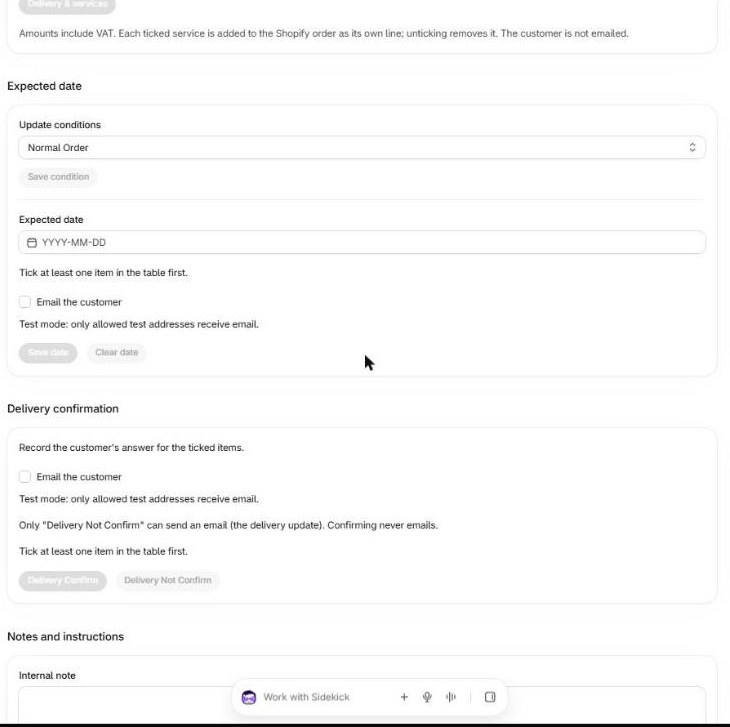 Delivery & services
Amounts include VAT. Each ticked service is added to the Shopify order as its own line; unticking removes it. The customer is not emailed.
Expected date
Update conditions
Normal Order
Save condition
Expected date
YYYY-MM-DD
Tick at least one item in the table first.
Email the customer
Test mode: only allowed test addresses receive email.
Save date Clear date
Delivery confirmation
Record the customer's answer for the ticked items.
Email the customer
Test mode: only allowed test addresses receive email.
Only "Delivery Not Confirm" can send an email (the delivery update). Confirming never emails.
Tick at least one item in the table first.
Delivery Confirm Delivery Not Confirm
Notes and instructions
Internal note
Work with Sidekick